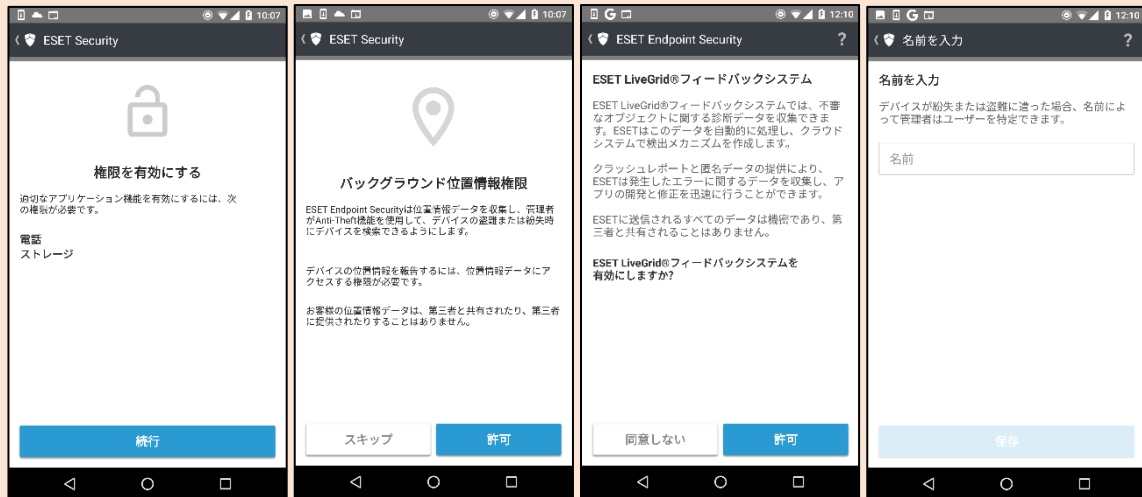 10:07
ESET Security
権限を有効にする
適切なアプリケーション機能を有効にするには、次
の権限が必要です。
電話
ストレージ
続行
10:07
ESET Security
バックグラウンド位置情報権限
ESET Endpoint Securityは位置情報データを収集し、管理者
がAnti-Theft機能を使用して、デバイスの盗難または紛失時
にデバイスを検索できるようにします。
デバイスの位置情報を報告するには、位置情報データにア
クセスする権限が必要です。
お客様の位置情報データは、第三者と共有されたり、第三者
に提供されたりすることはありません。
スキップ
許可
12:10
ESET Endpoint Security
?
ESET LiveGrid®フィードバックシステム
ESET LiveGrid®フィードバックシステムでは、不審
なオブジェクトに関する診断データを収集できま
す。ESETはこのデータを自動的に処理し、クラウド
システムで検出メカニズムを作成します。
クラッシュレポートと匿名データの提供により、
ESETは発生したエラーに関するデータを収集し、ア
プリの開発と修正を迅速に行うことができます。
ESETに送信されるすべてのデータは機密であり、第
三者と共有されることはありません。
ESET LiveGrid®フィードバックシステムを
有効にしますか?
同意しない
許可
12:10
名前を入力
?
名前を入力
デバイスが紛失または盗難に遭った場合、名前によ
って管理者はユーザーを特定できます。
名前
保存